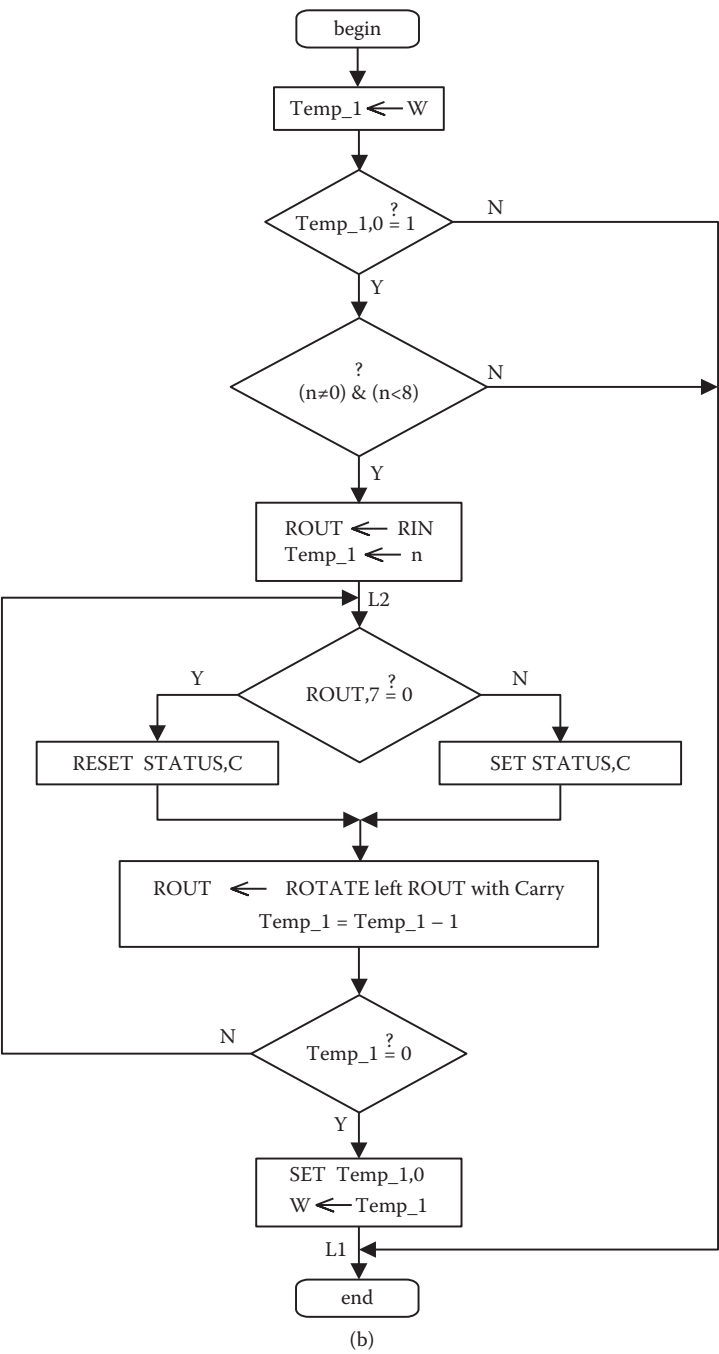 begin
Temp_1 ← W
?
Temp_1,0 = 1
N
Y
?
(n≠0) & (n<8)
N
Y
ROUT ← RIN
Temp_1 ← n
L2
?
ROUT,7 = 0
Y
N
RESET STATUS,C
SET STATUS,C
ROUT ← ROTATE left ROUT with Carry
Temp_1 = Temp_1 – 1
?
Temp_1 = 0
N
Y
SET Temp_1,0
W ← Temp_1
L1
end
(b)